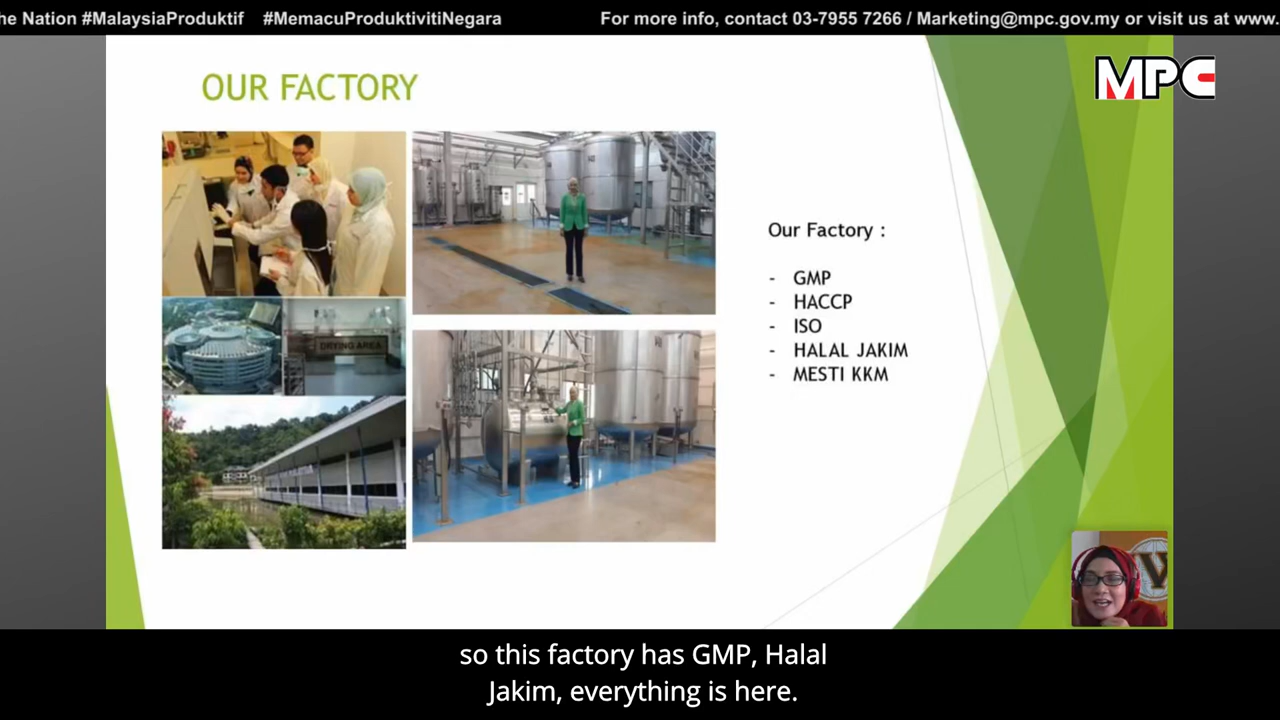 he Nation #MalaysiaProduktif #MemacuProduktivitiNegara For more info, contact 03-7955 7266 / Marketing@mpc.gov.my or visit us at www.
MPC
OUR FACTORY
DRYING AREA
Our Factory :
- GMP
- HACCP
- ISO
- HALAL JAKIM
- MESTI KKM
so this factory has GMP, Halal
Jakim, everything is here.